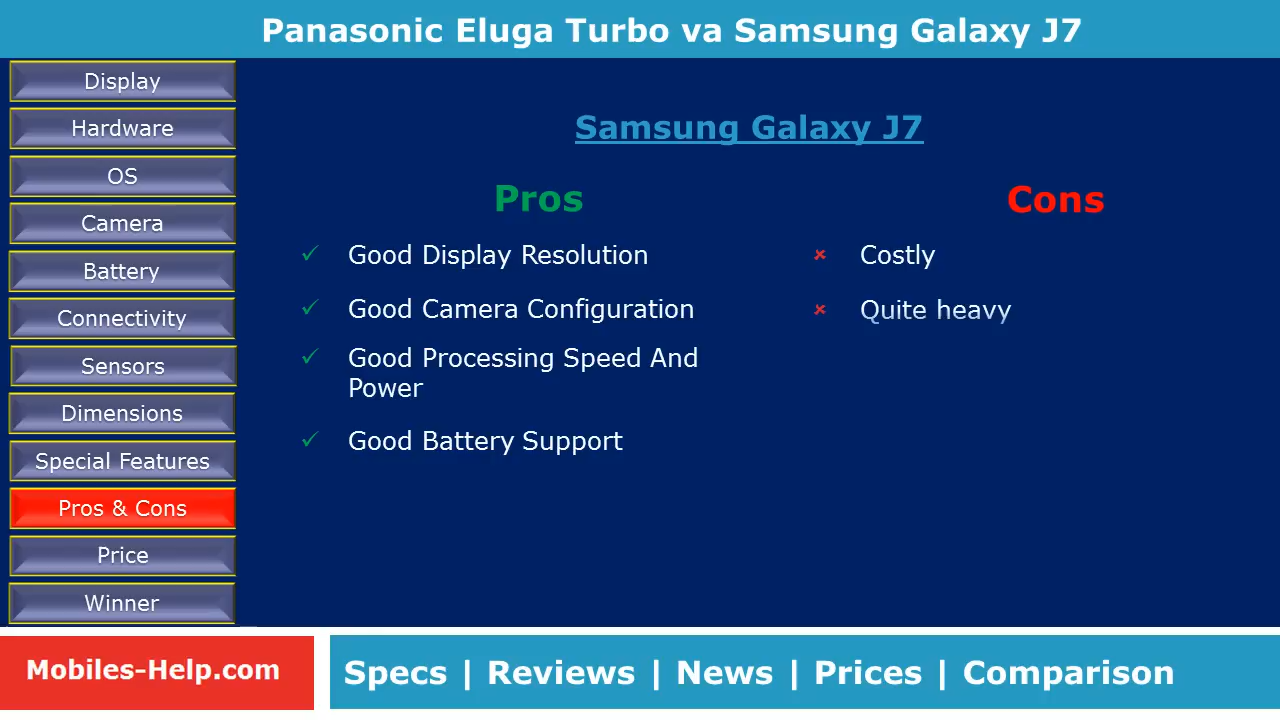 Panasonic Eluga Turbo va Samsung Galaxy J7
Display
Hardware
OS
Camera
Battery
Connectivity
Sensors
Dimensions
Special Features
Pros & Cons
Price
Winner
Samsung Galaxy J7
Pros
Good Display Resolution
Good Camera Configuration
Good Processing Speed And
Power
Good Battery Support
Cons
Costly
Quite heavy
Mobiles-Help.com
Specs | Reviews | News | Prices | Comparison